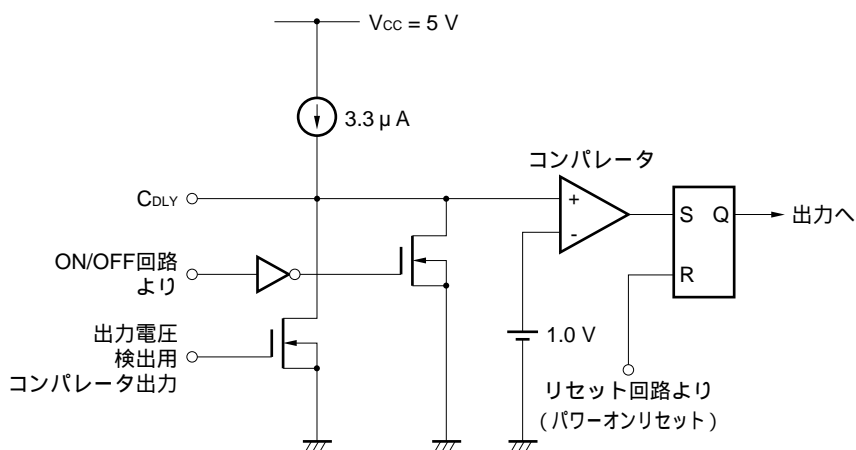 VCC = 5 V
3.3 μ A
コンパレータ
CDLY
+
-
S Q
R
出力へ
ON/OFF回路
より
1.0 V
出力電圧
検出用
コンパレータ出力
リセット回路より
(パワーオンリセット)